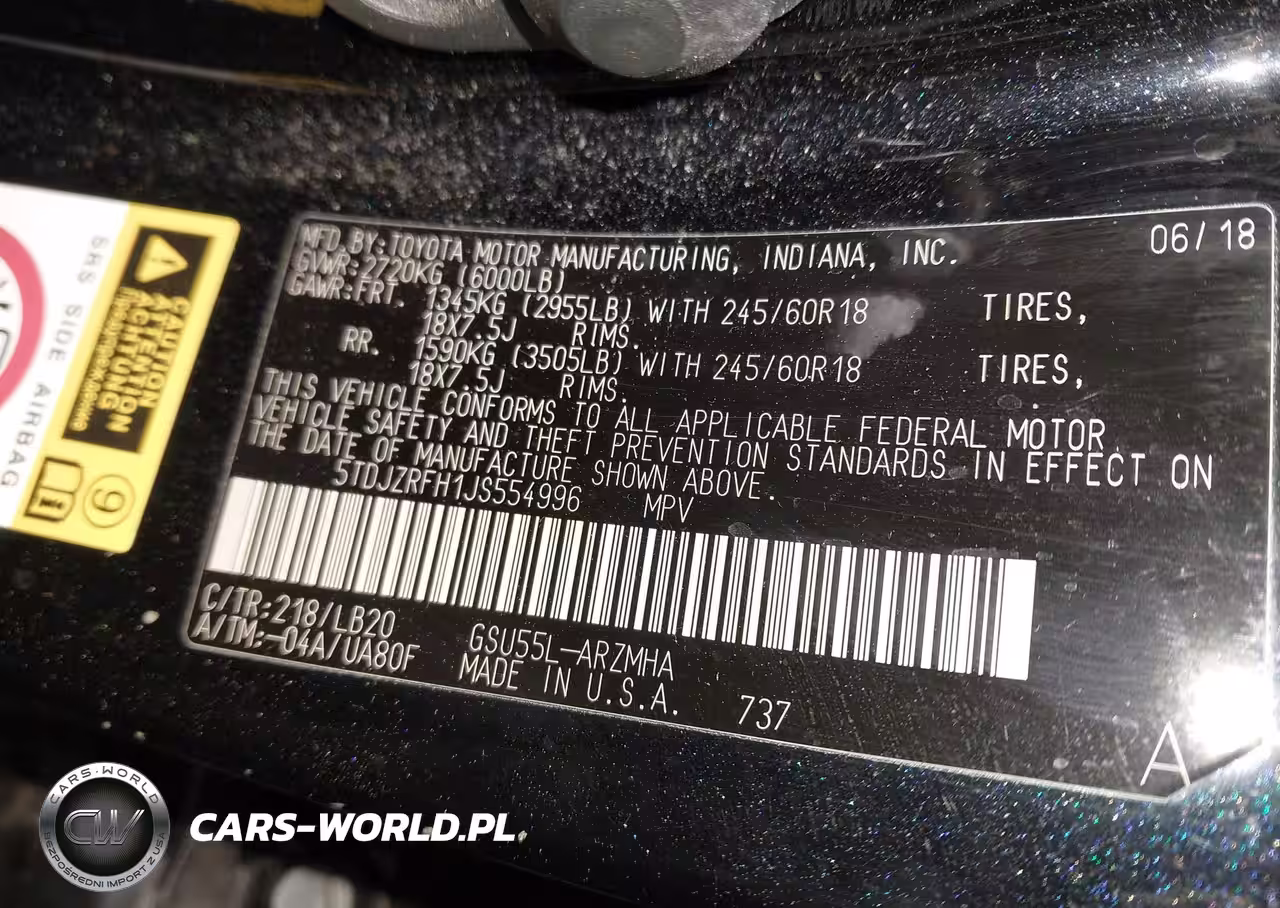 MFD BY: TOYOTA MOTOR MANUFACTURING, INDIANA, INC. 06/18
GVWR: 2720KG (6000LB)
GAWR: FRT. 1345KG (2955LB) WITH 245/60R18 TIRES,
18X7.5J RIMS.
RR. 1590KG (3505LB) WITH 245/60R18 TIRES,
18X7.5J RIMS.
THIS VEHICLE CONFORMS TO ALL APPLICABLE FEDERAL MOTOR
VEHICLE SAFETY AND THEFT PREVENTION STANDARDS IN EFFECT ON
THE DATE OF MANUFACTURE SHOWN ABOVE.
5TDJZRFH1JS554996 MPV
C/TR: 218/LB20
A/TM: -04A/UA80F
GSU55L-ARZMHA
MADE IN U.S.A.
737
A
SRS SIDE AIRBAG
CAUTION
ATTENTION
ACHTUNG
9
i
CARS-WORLD
CW
BEZPOŚREDNI IMPORT Z USA
CARS-WORLD.PL